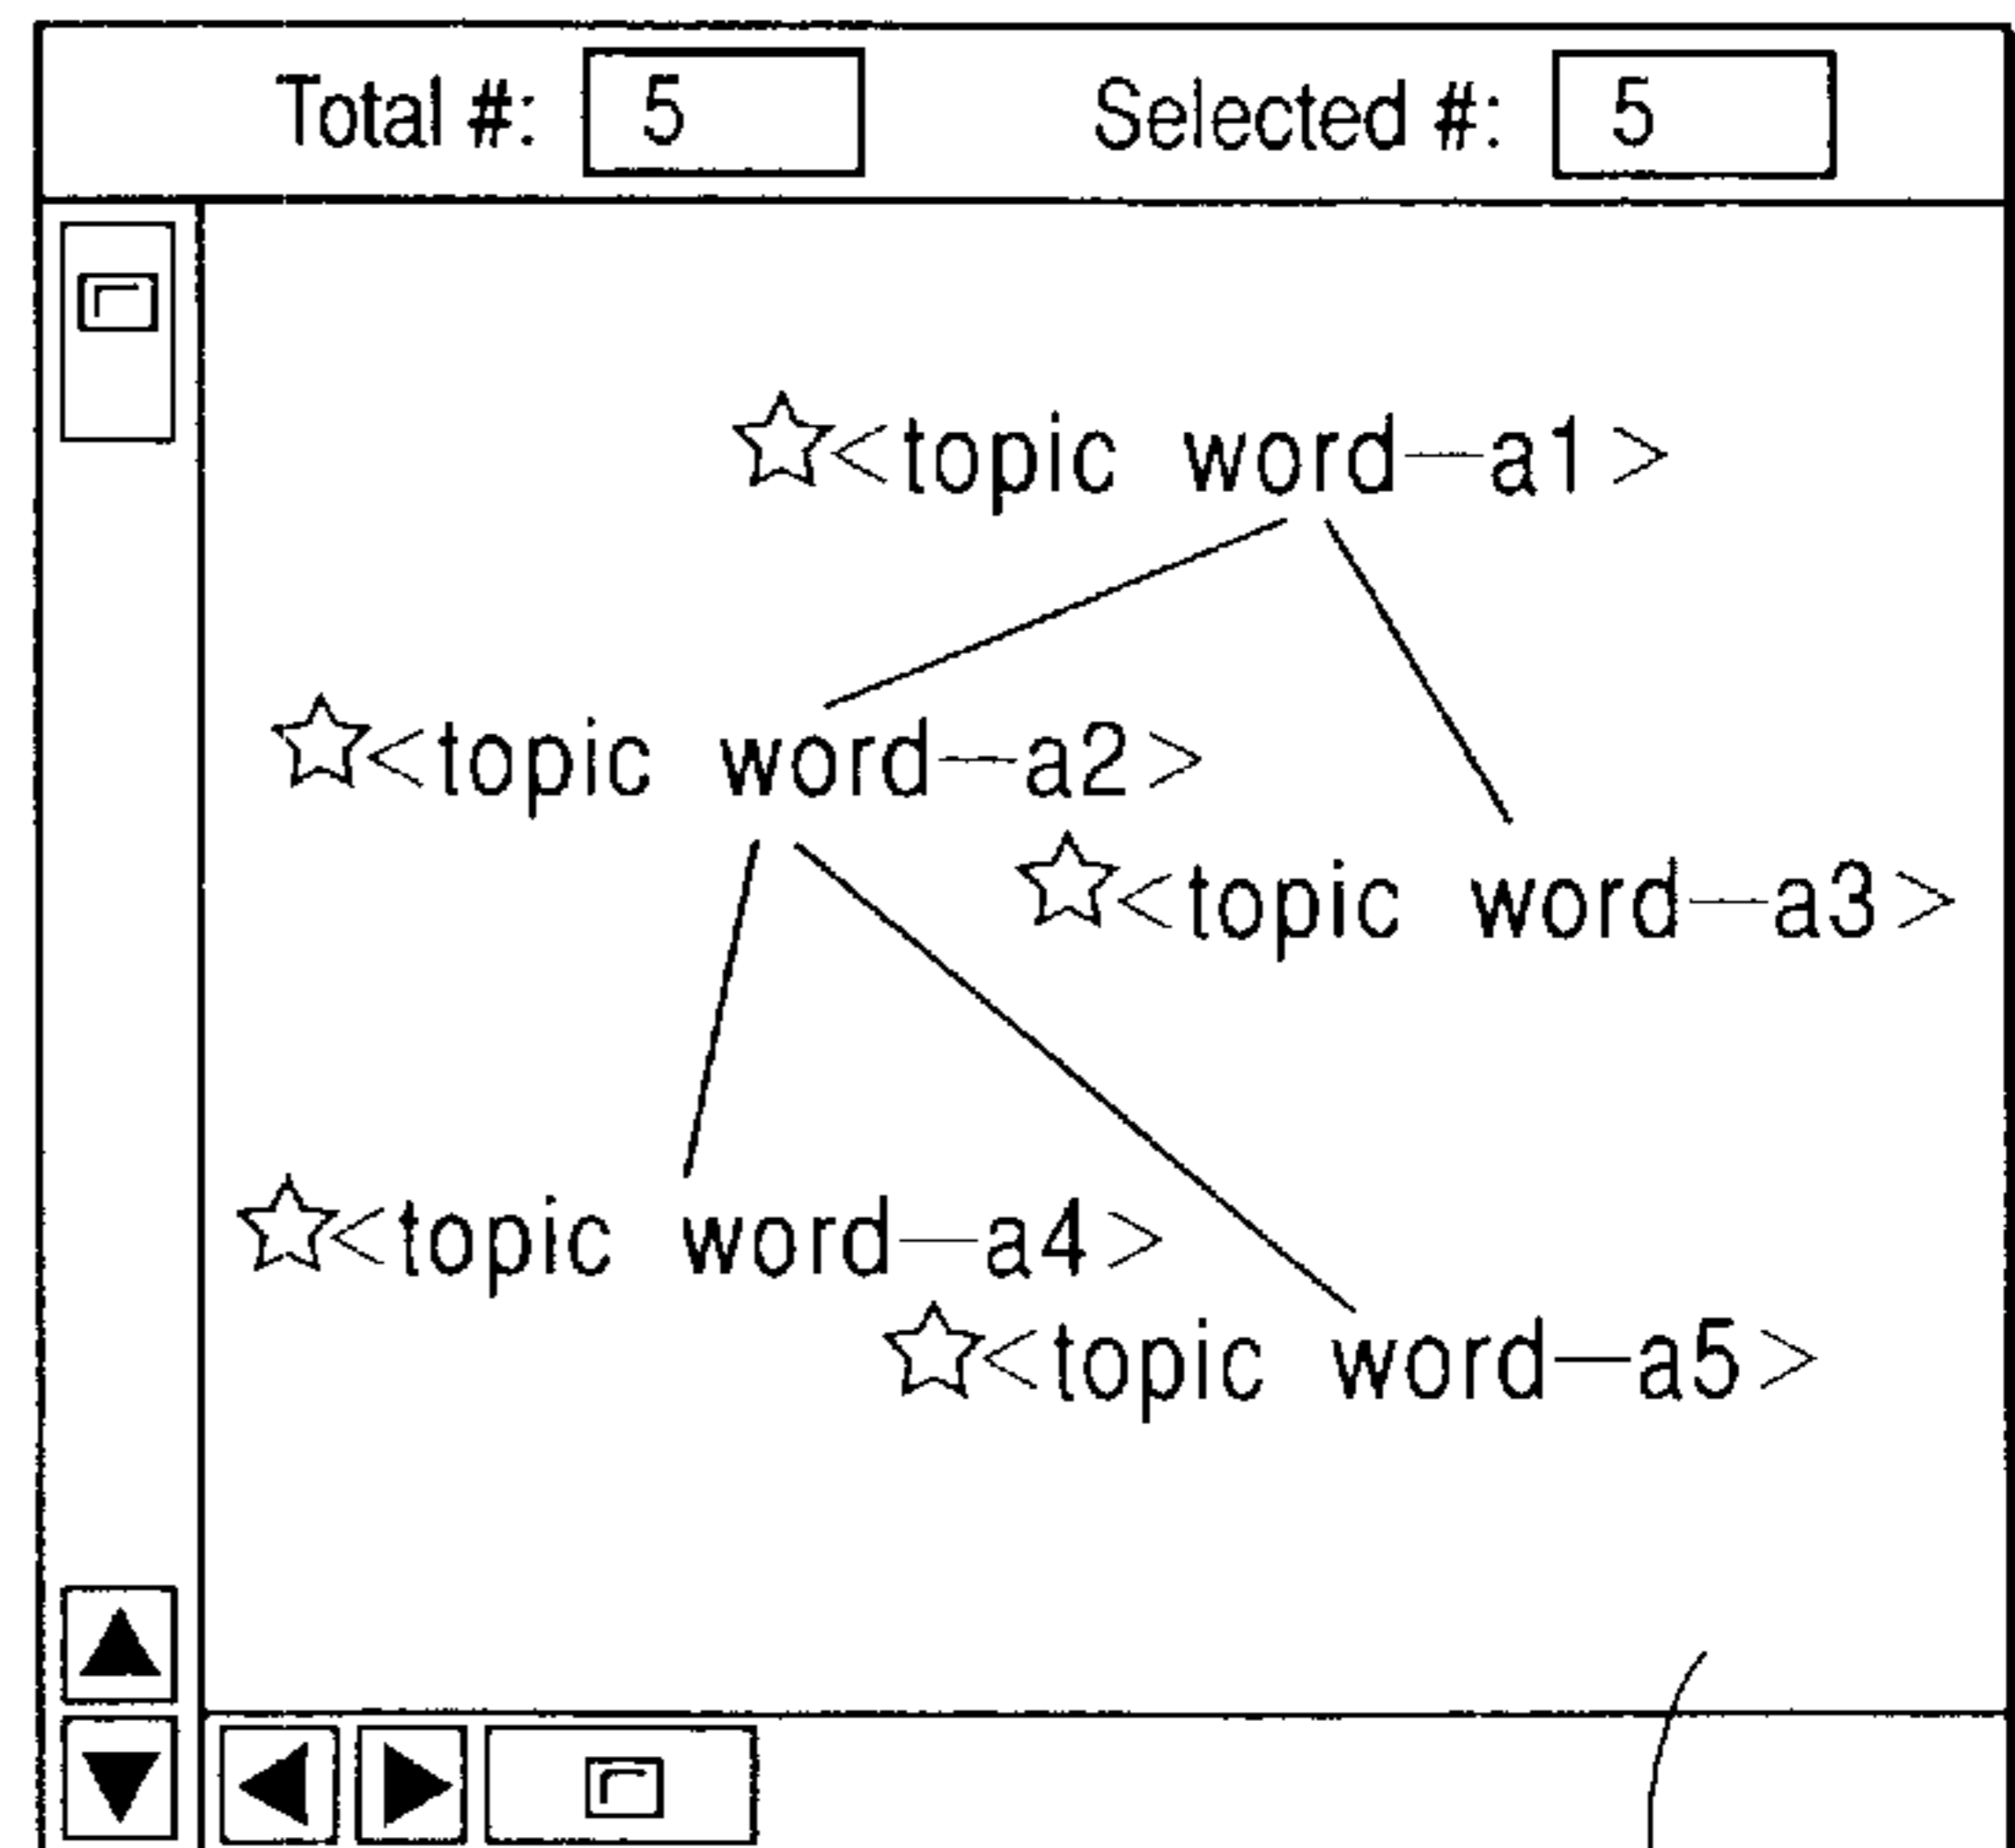 Total #: 5 Selected #: 5
☆<topic word—a1>
☆<topic word—a2>
☆<topic word—a3>
☆<topic word—a4>
☆<topic word—a5>